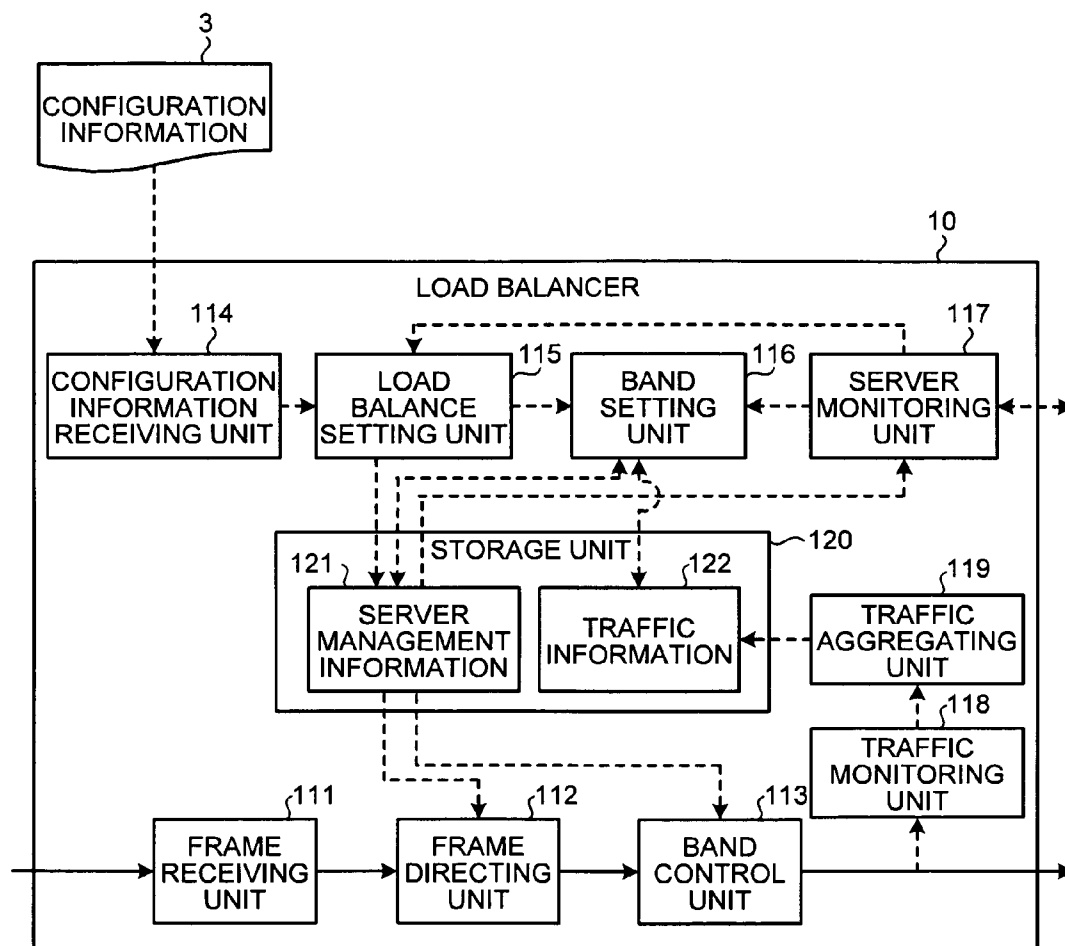 3
CONFIGURATION
INFORMATION
10
LOAD BALANCER
114
CONFIGURATION
INFORMATION
RECEIVING UNIT
115
LOAD
BALANCE
SETTING UNIT
116
BAND
SETTING
UNIT
117
SERVER
MONITORING
UNIT
STORAGE UNIT
120
121
SERVER
MANAGEMENT
INFORMATION
122
TRAFFIC
INFORMATION
119
TRAFFIC
AGGREGATING
UNIT
118
TRAFFIC
MONITORING
UNIT
111
FRAME
RECEIVING
UNIT
112
FRAME
DIRECTING
UNIT
113
BAND
CONTROL
UNIT